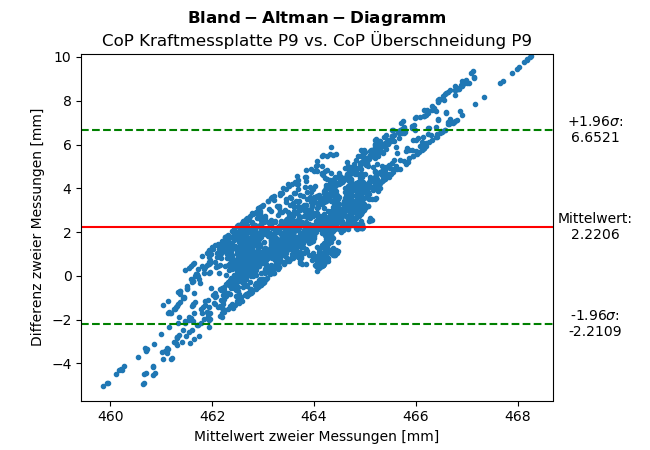 Bland − Altman − Diagramm
CoP Kraftmessplatte P9 vs. CoP Überschneidung P9
10
8
6
4
2
0
−2
−4
Differenz zweier Messungen [mm]
+1.96σ:
6.6521
Mittelwert:
2.2206
-1.96σ:
-2.2109
460
462
464
466
468
Mittelwert zweier Messungen [mm]